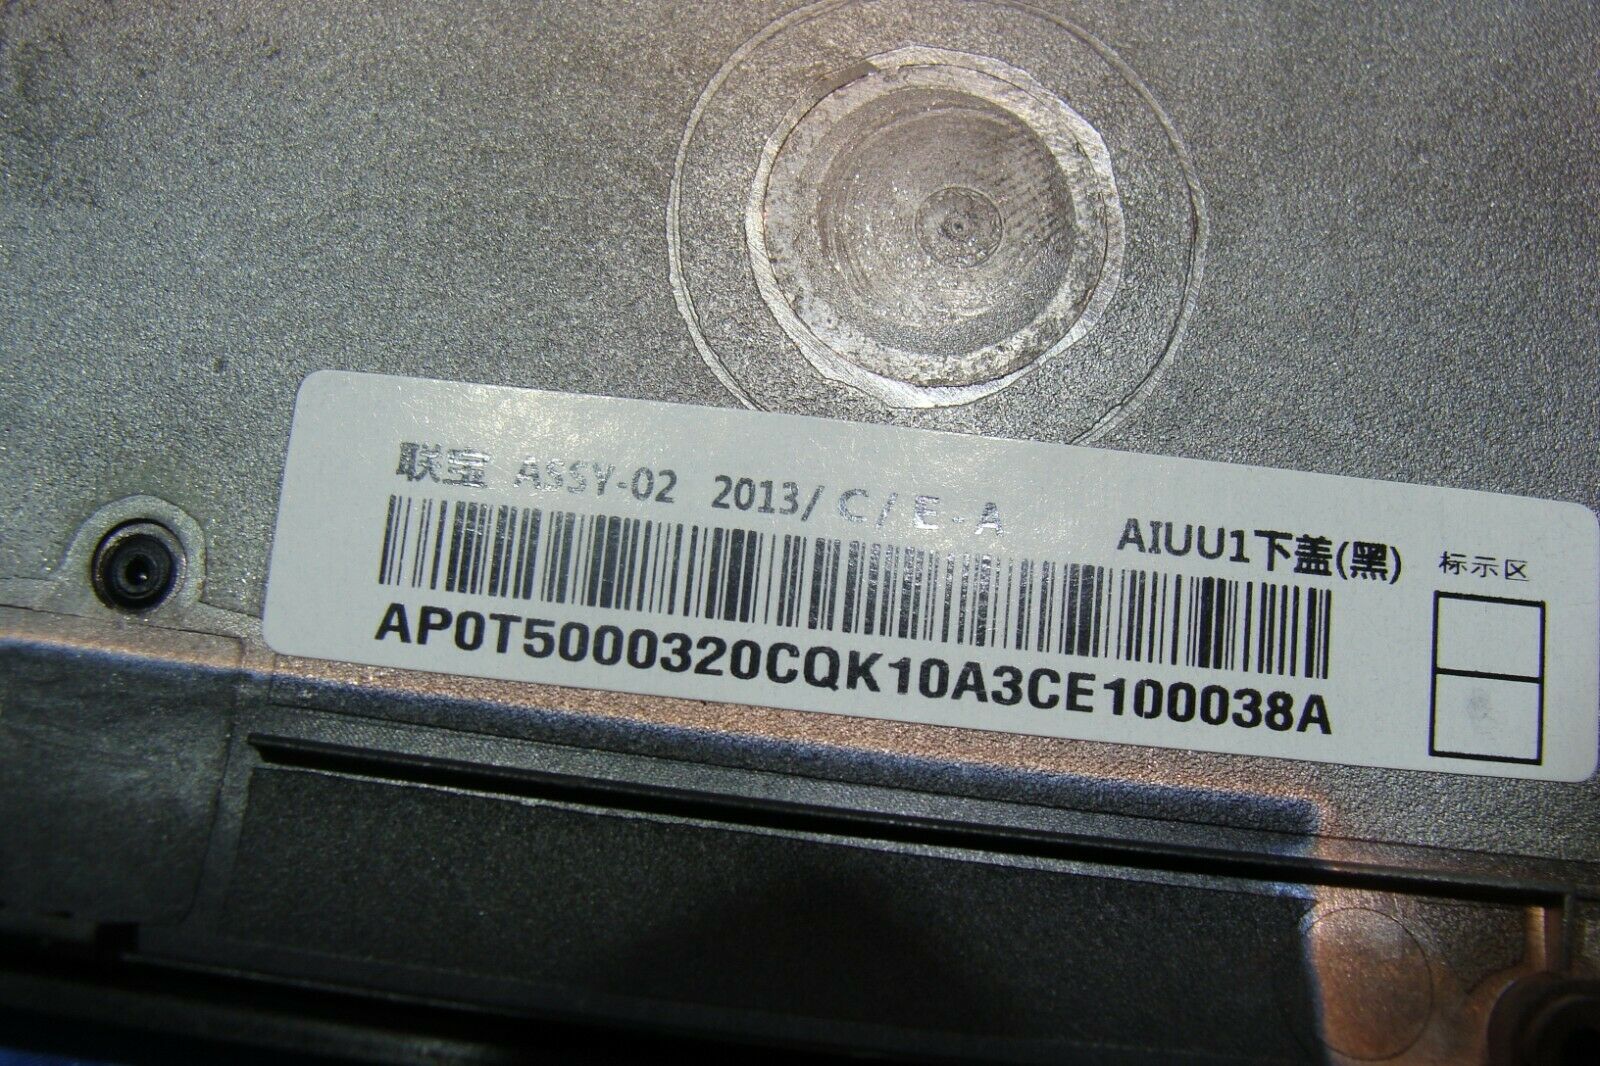 联宝 ASSY-02 2013/ C / E - A
AIUU1下盖(黑) 标示区
AP0T5000320CQK10A3CE100038A